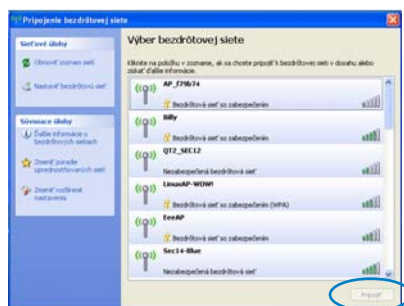 Pripojenie bezdrôtovej siete
Sieťové úlohy
Obnoviť zoznam sietí
Nastaviť bezdrôtovú sieť
Súvisiace úlohy
Ďalšie informácie o bezdrôtových sieťach
Zmeniť poradie uprednostňovaných sietí
Zmeniť rozšírené nastavenia
Výber bezdrôtovej siete
Kliknite na položku v zozname, ak sa chcete pripojiť k bezdrôtovej sieti v dosahu alebo
získať ďalšie informácie.
AP_f29b74
Bezdrôtová sieť so zabezpečením
Billy
Bezdrôtová sieť so zabezpečením
QT2_SEC12
Nezabezpečená bezdrôtová sieť
LinuxAP-WOW!
Bezdrôtová sieť so zabezpečením (WPA)
EeeAP
Bezdrôtová sieť so zabezpečením
Sec14-Blue
Nezabezpečená bezdrôtová sieť
Pripojiť